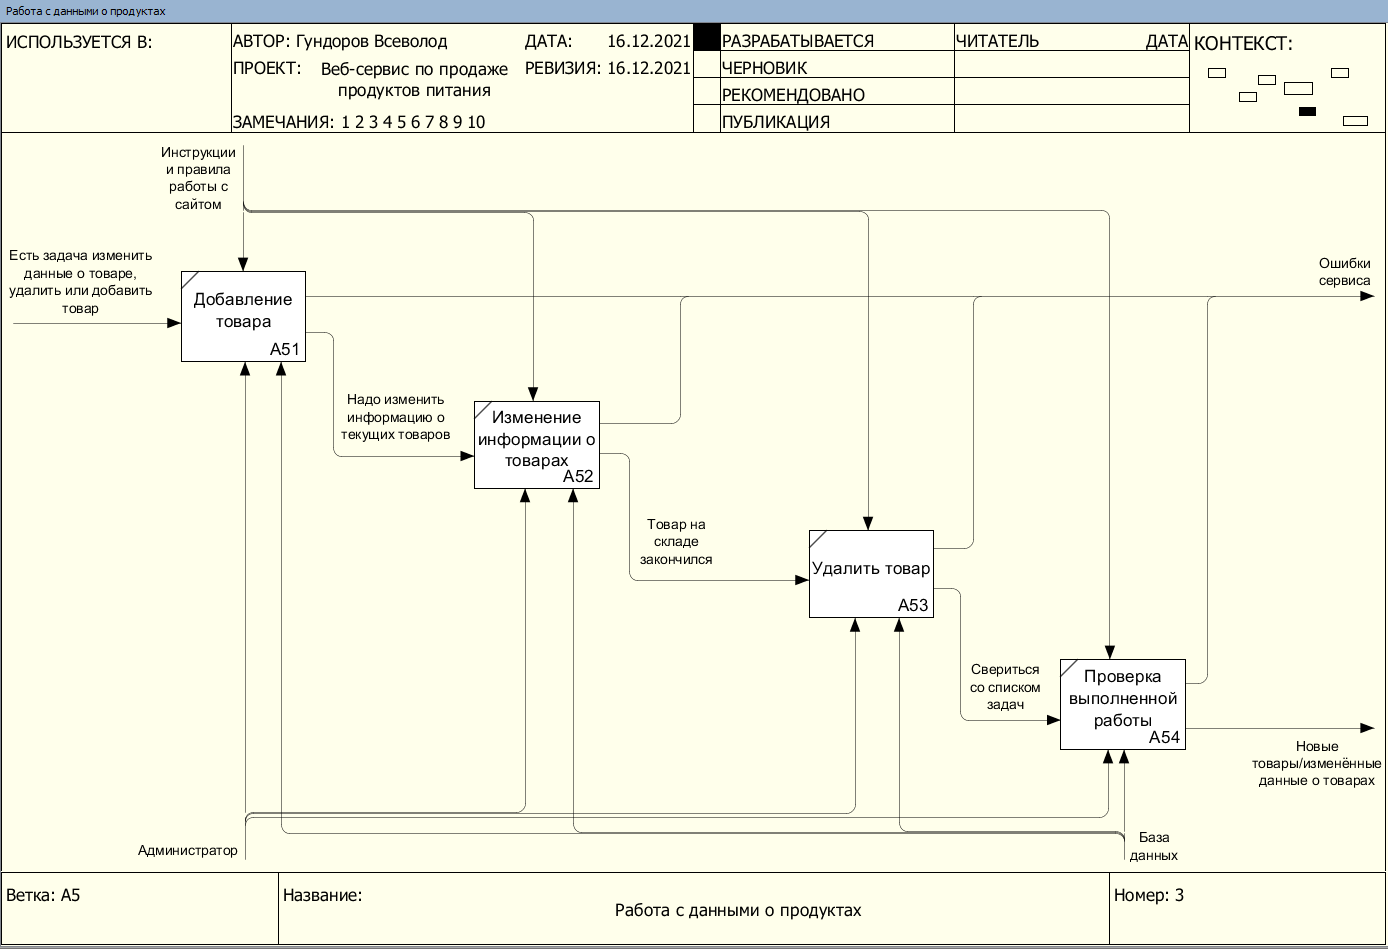 Работа с данными о продуктах
ИСПОЛЬЗУЕТСЯ В:
АВТОР: Гундоров Всеволод
ДАТА: 16.12.2021
ПРОЕКТ: Веб-сервис по продаже
продуктов питания
РЕВИЗИЯ: 16.12.2021
ЗАМЕЧАНИЯ: 1 2 3 4 5 6 7 8 9 10
РАЗРАБАТЫВАЕТСЯ
ЧЕРНОВИК
РЕКОМЕНДОВАНО
ПУБЛИКАЦИЯ
ЧИТАТЕЛЬ ДАТА
КОНТЕКСТ:
Инструкции
и правила
работы с
сайтом
Есть задача изменить
данные о товаре,
удалить или добавить
товар
Ошибки
сервиса
Добавление
товара
A51
Надо изменить
информацию о
текущих товаров
Изменение
информации о
товарах
A52
Товар на
складе
закончился
Удалить товар
A53
Свериться
со списком
задач
Проверка
выполненной
работы
A54
Новые
товары/изменённые
данные о товарах
Администратор
База
данных
Ветка: A5
Название:
Работа с данными о продуктах
Номер: 3